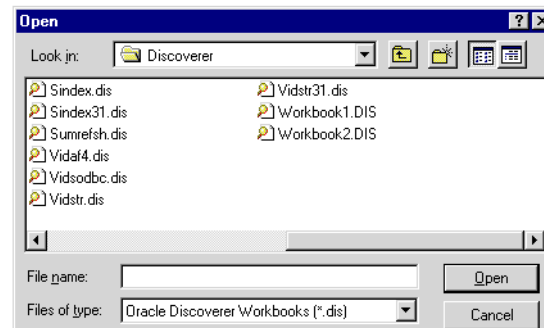 Open
Look in: Discoverer
Sindex.dis Vidstr31.dis
Sindex31.dis Workbook1.DIS
Sumrefsh.dis Workbook2.DIS
Vidaf4.dis
Vidsodbc.dis
Vidstr.dis
File name: Open
Files of type: Oracle Discoverer Workbooks (*.dis) Cancel